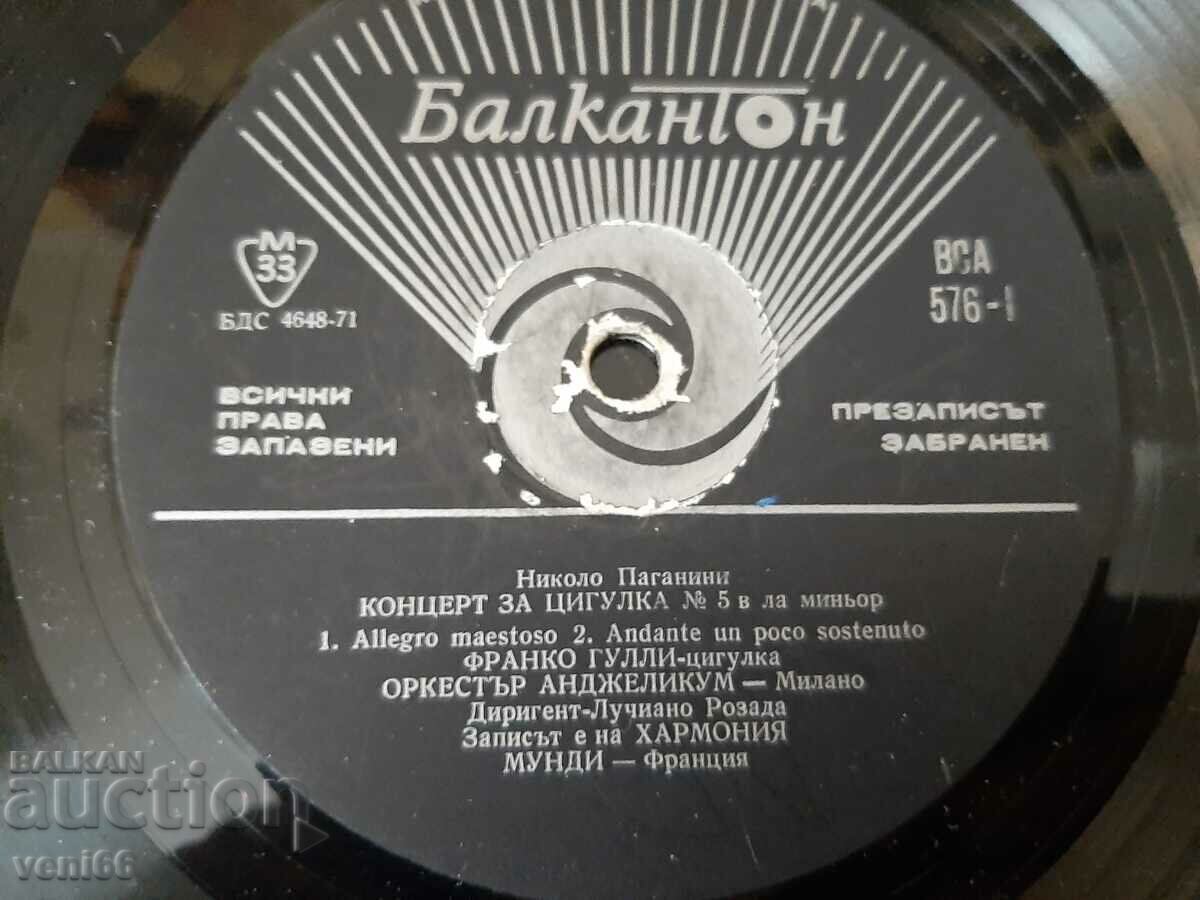 Балкантон
М
33
БДС 4648-71
ВСА
576-I
ВСИЧКИ
ПРАВА
ЗАПАЗЕНИ
ПРЕЗАПИСЪТ
ЗАБРАНЕН
Николо Паганини
КОНЦЕРТ ЗА ЦИГУЛКА № 5 в ла миньор
1. Allegro maestoso 2. Andante un poco sostenuto
ФРАНКО ГУЛЛИ-цигулка
ОРКЕСТЪР АНДЖЕЛИКУМ — Милано
Диригент-Лучиано Розада
Записът е на ХАРМОНИЯ
МУНДИ — Франция
BALKAN
auction
veni66